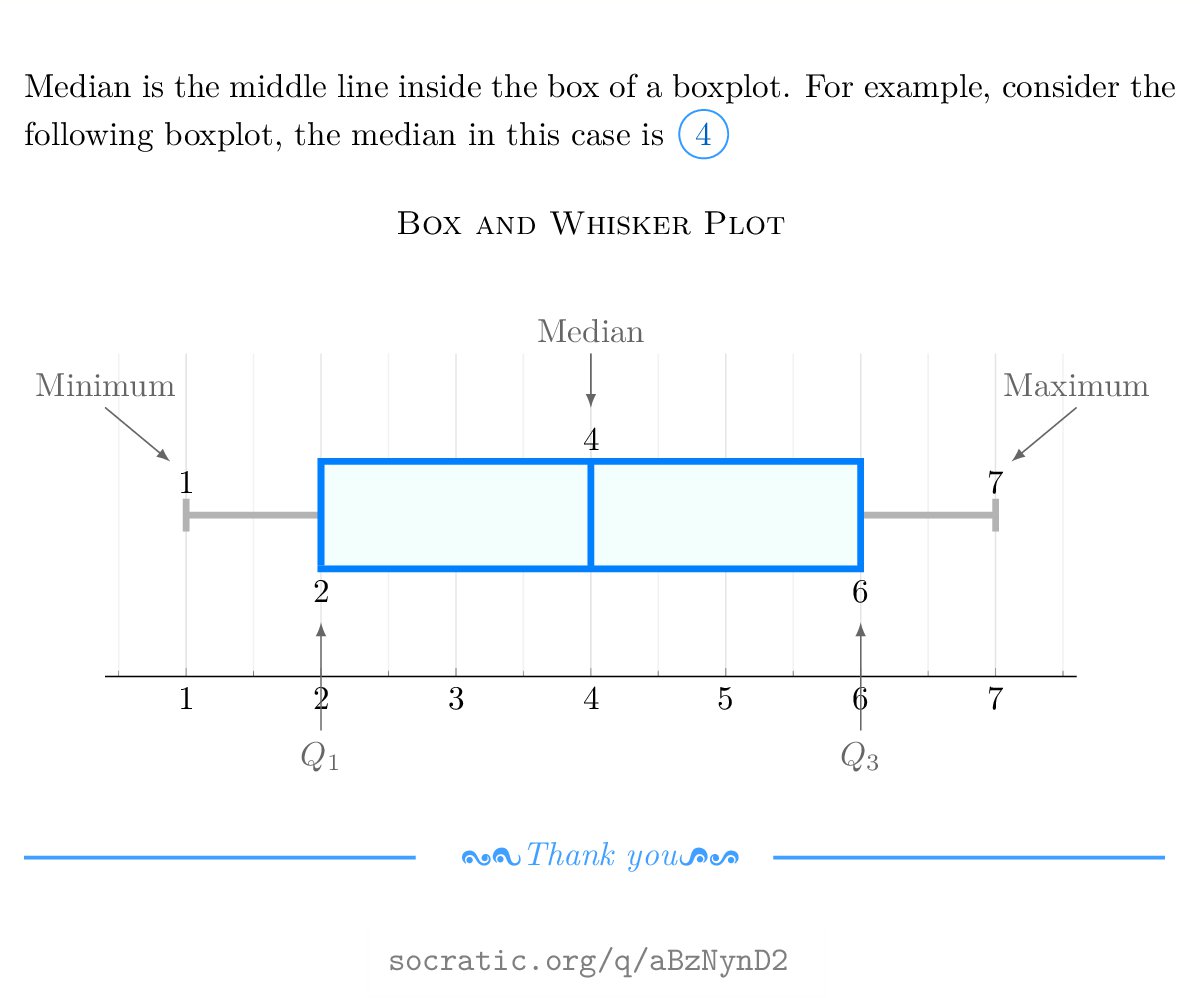 Median is the middle line inside the box of a boxplot. For example, consider the
following boxplot, the median in this case is 4
Box and Whisker Plot
Median
Minimum
Maximum
4
1
7
2
6
1 2 3 4 5 6 7
Q1
Q3
Thank you
socratic.org/q/aBzNynD2